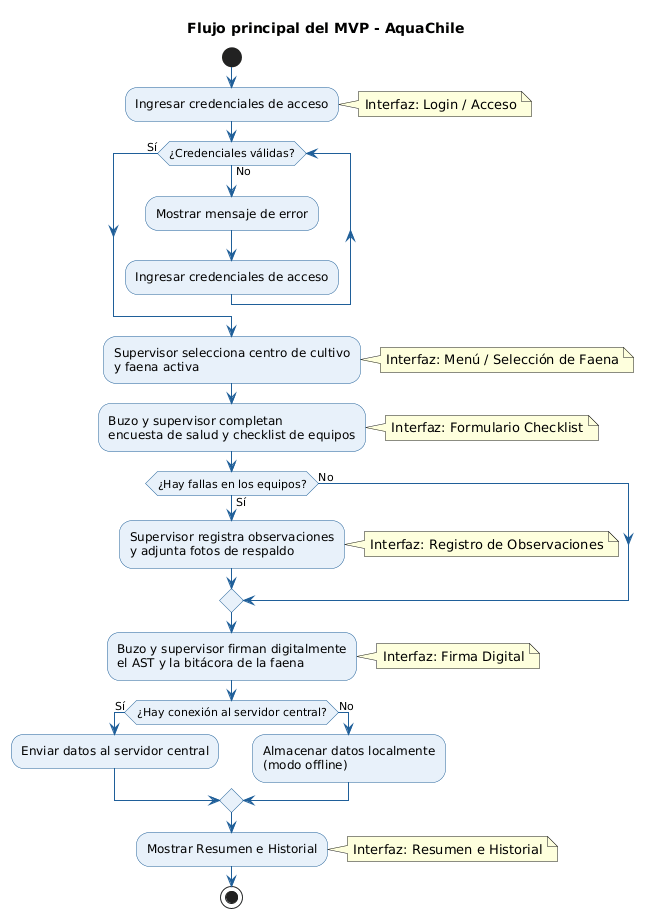 Flujo principal del MVP - AquaChile
Ingresar credenciales de acceso
Interfaz: Login / Acceso
Sí
¿Credenciales válidas?
No
Mostrar mensaje de error
Ingresar credenciales de acceso
Supervisor selecciona centro de cultivo
y faena activa
Interfaz: Menú / Selección de Faena
Buzo y supervisor completan
encuesta de salud y checklist de equipos
Interfaz: Formulario Checklist
¿Hay fallas en los equipos?
No
Sí
Supervisor registra observaciones
y adjunta fotos de respaldo
Interfaz: Registro de Observaciones
Buzo y supervisor firman digitalmente
el AST y la bitácora de la faena
Interfaz: Firma Digital
Sí
¿Hay conexión al servidor central?
No
Enviar datos al servidor central
Almacenar datos localmente
(modo offline)
Mostrar Resumen e Historial
Interfaz: Resumen e Historial